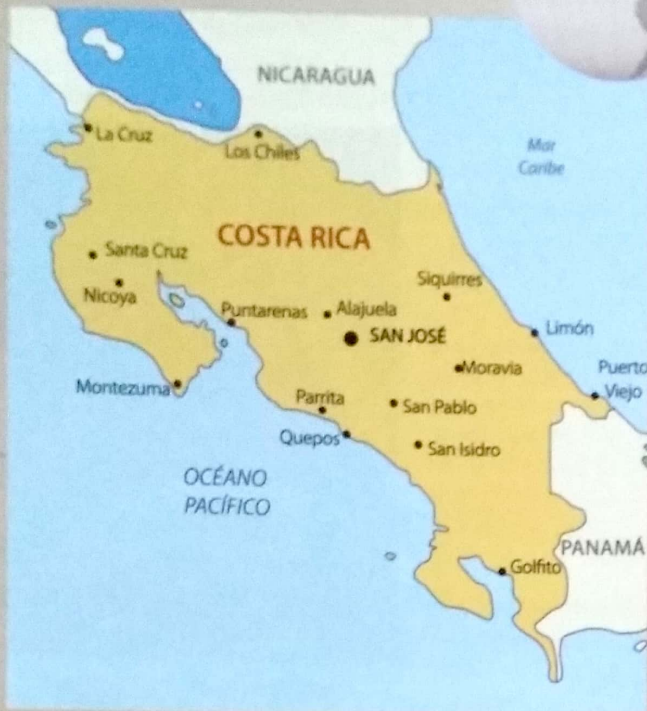 NICARAGUA
La Cruz
Los Chiles
Mar
Caribe
COSTA RICA
Santa Cruz
Nicoya
Siquirres
Puntarenas
Alajuela
SAN JOSÉ
Limón
Moravia
Puerto
Viejo
Montezuma
Parrita
San Pablo
Quepos
San Isidro
OCÉANO
PACÍFICO
PANAMÁ
Golfito